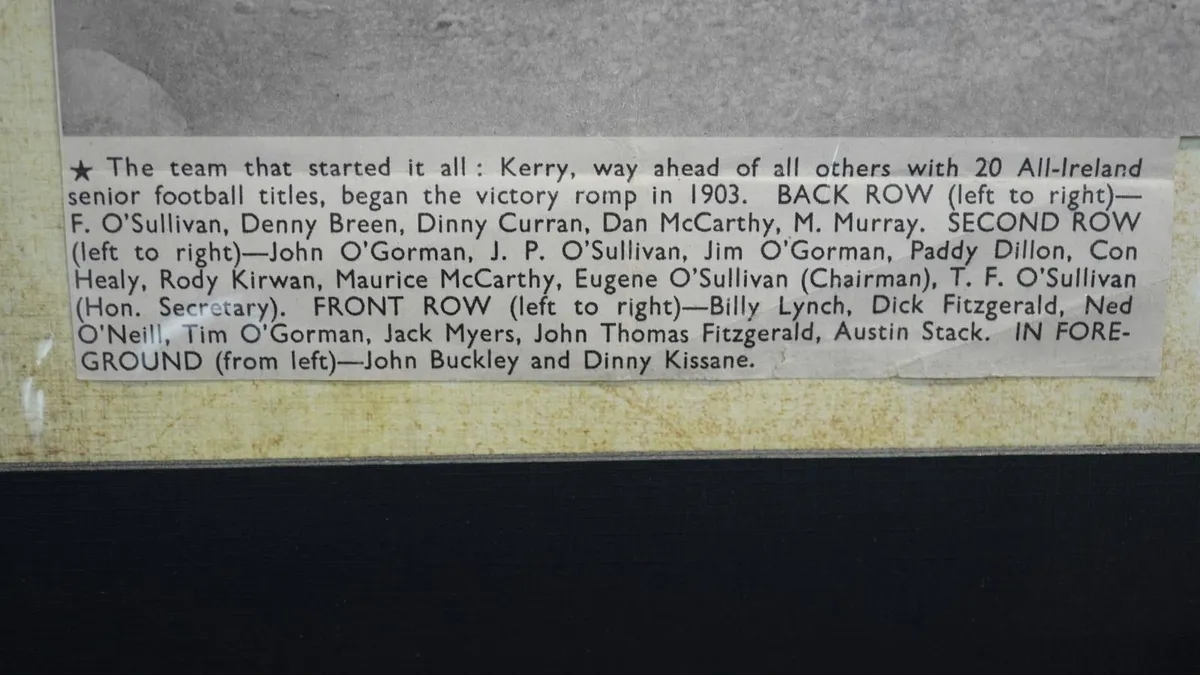 ★ The team that started it all : Kerry, way ahead of all others with 20 All-Ireland
senior football titles, began the victory romp in 1903. BACK ROW (left to right)—
F. O'Sullivan, Denny Breen, Dinny Curran, Dan McCarthy, M. Murray. SECOND ROW
(left to right)—John O'Gorman, J. P. O'Sullivan, Jim O'Gorman, Paddy Dillon, Con
Healy, Rody Kirwan, Maurice McCarthy, Eugene O'Sullivan (Chairman), T. F. O'Sullivan
(Hon. Secretary). FRONT ROW (left to right)—Billy Lynch, Dick Fitzgerald, Ned
O'Neill, Tim O'Gorman, Jack Myers, John Thomas Fitzgerald, Austin Stack. IN FORE-
GROUND (from left)—John Buckley and Dinny Kissane.